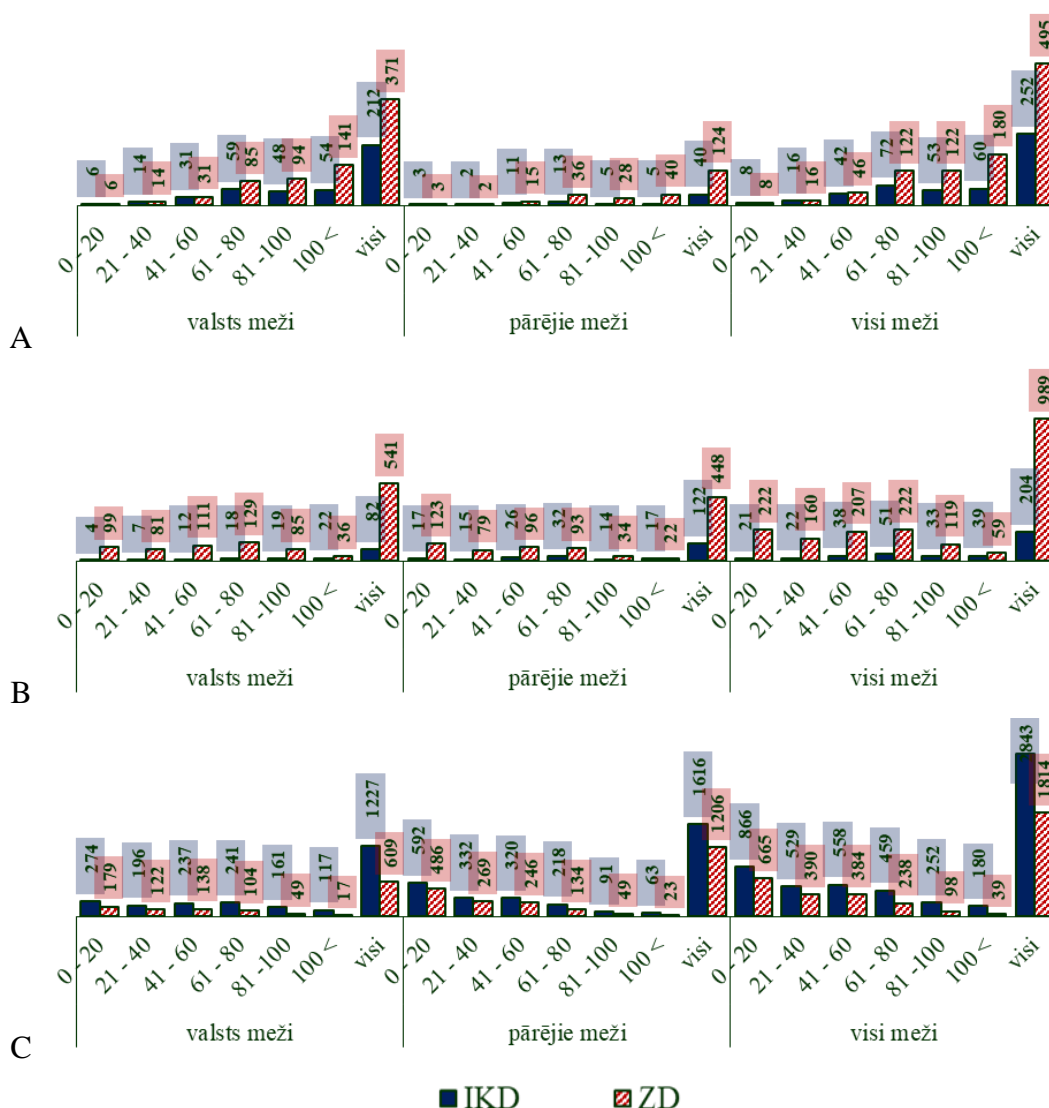 6 6 14 14 31 31 59 85 48 94 54 141 212 371 3 3 2 2 11 15 13 36 5 28 5 40 40 124 8 8 16 16 42 46 72 122 53 122 60 180 252 495
0 - 20 21 - 40 41 - 60 61 - 80 81 -100 100 < visi 0 - 20 21 - 40 41 - 60 61 - 80 81 -100 100 < visi 0 - 20 21 - 40 41 - 60 61 - 80 81 -100 100 < visi
valsts meži pārējie meži visi meži
A
4 99 7 81 12 111 18 129 19 85 22 36 82 541 17 123 15 79 26 96 32 93 14 34 17 22 122 448 21 222 22 160 38 207 51 222 33 119 39 59 204 989
0 - 20 21 - 40 41 - 60 61 - 80 81 -100 100 < visi 0 - 20 21 - 40 41 - 60 61 - 80 81 -100 100 < visi 0 - 20 21 - 40 41 - 60 61 - 80 81 -100 100 < visi
valsts meži pārējie meži visi meži
B
274 179 196 122 237 138 241 104 161 49 117 17 1227 609 592 486 332 269 320 246 218 134 91 49 63 23 1616 1206 866 665 529 390 558 384 459 238 252 98 180 39 843 1814
0 - 20 21 - 40 41 - 60 61 - 80 81 -100 100 < visi 0 - 20 21 - 40 41 - 60 61 - 80 81 -100 100 < visi 0 - 20 21 - 40 41 - 60 61 - 80 81 -100 100 < visi
valsts meži pārējie meži visi meži
C
IKD ZD